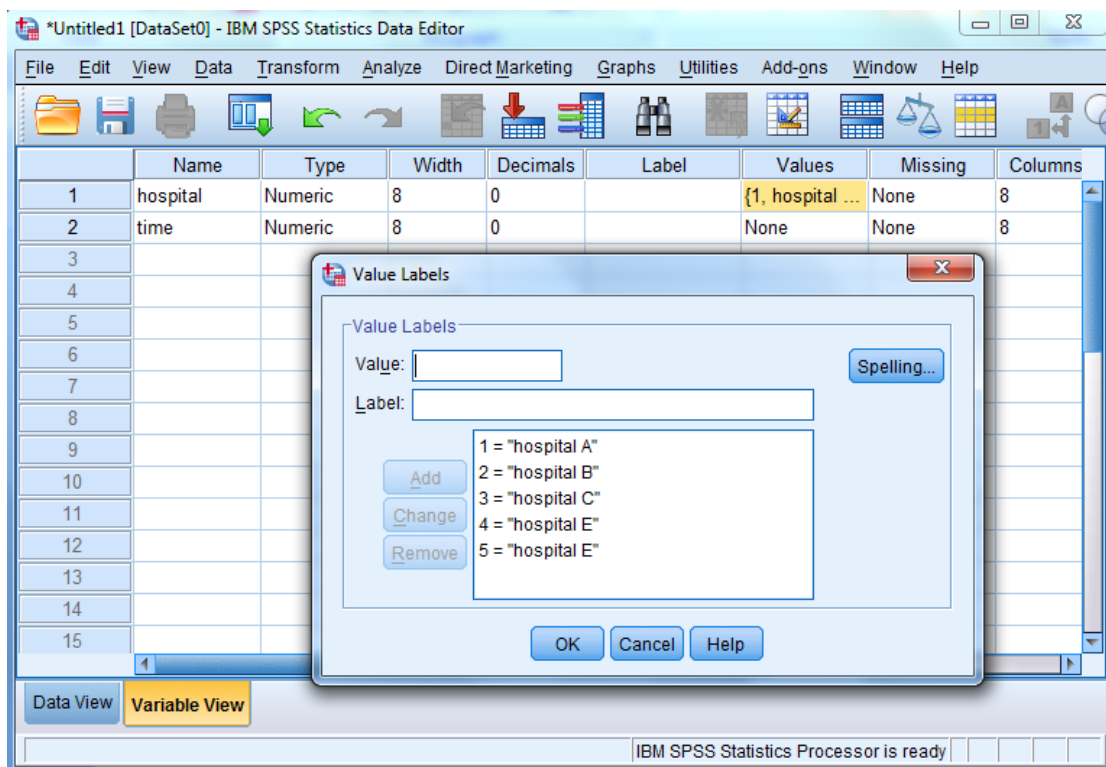 *Untitled1 [DataSet0] - IBM SPSS Statistics Data Editor
File Edit View Data Transform Analyze Direct Marketing Graphs Utilities Add-ons Window Help
Name Type Width Decimals Label Values Missing Columns
1 hospital Numeric 8 0 {1, hospital ... None 8
2 time Numeric 8 0 None None 8
3
4
5
6
7
8
9
10
11
12
13
14
15
Value Labels
Value Labels
Value:
Spelling...
Label:
1 = "hospital A"
2 = "hospital B"
3 = "hospital C"
4 = "hospital E"
5 = "hospital E"
Add
Change
Remove
OK Cancel Help
Data View Variable View
IBM SPSS Statistics Processor is ready